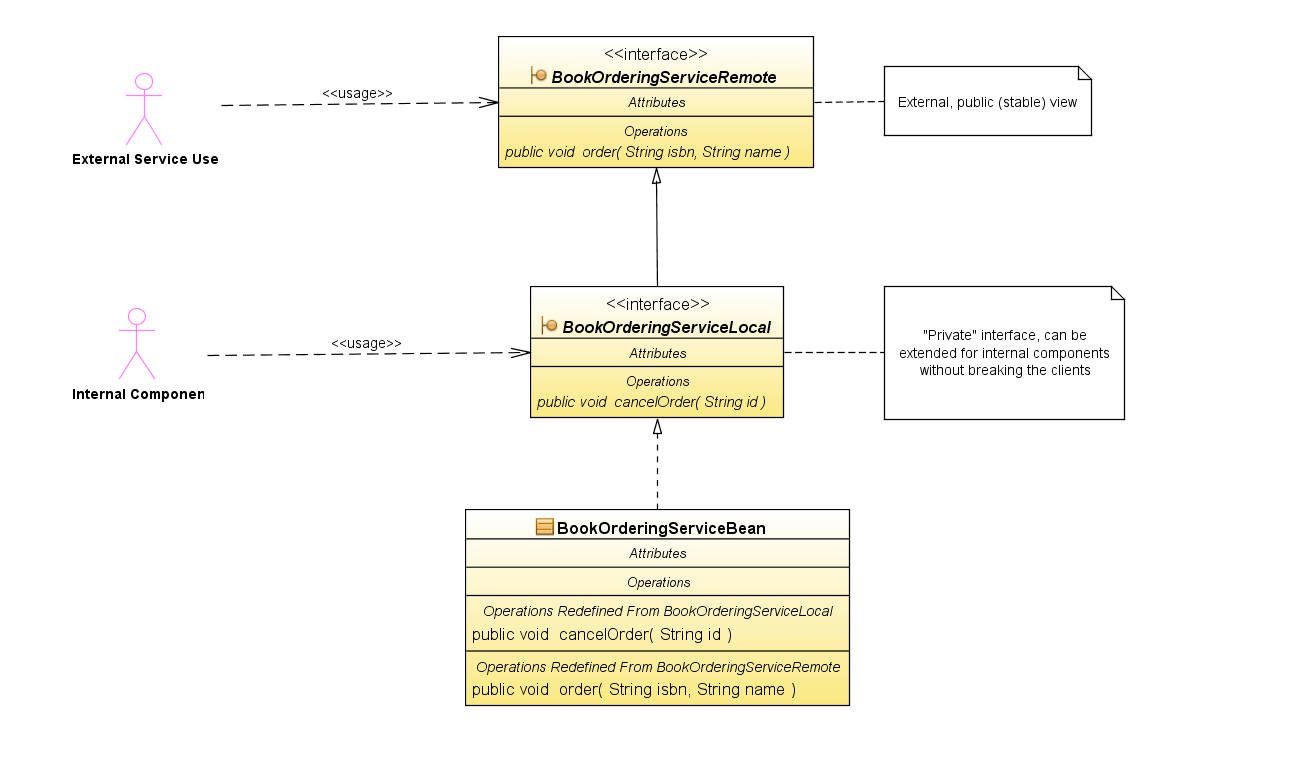 <<interface>>
BookOrderingServiceRemote
Attributes
Operations
public void order( String isbn, String name )
<<usage>>
External Service Use
External, public (stable) view
<<interface>>
BookOrderingServiceLocal
Attributes
Operations
public void cancelOrder( String id )
<<usage>>
Internal Componen
"Private" interface, can be
extended for internal components
without breaking the clients
BookOrderingServiceBean
Attributes
Operations
Operations Redefined From BookOrderingServiceLocal
public void cancelOrder( String id )
Operations Redefined From BookOrderingServiceRemote
public void order( String isbn, String name )